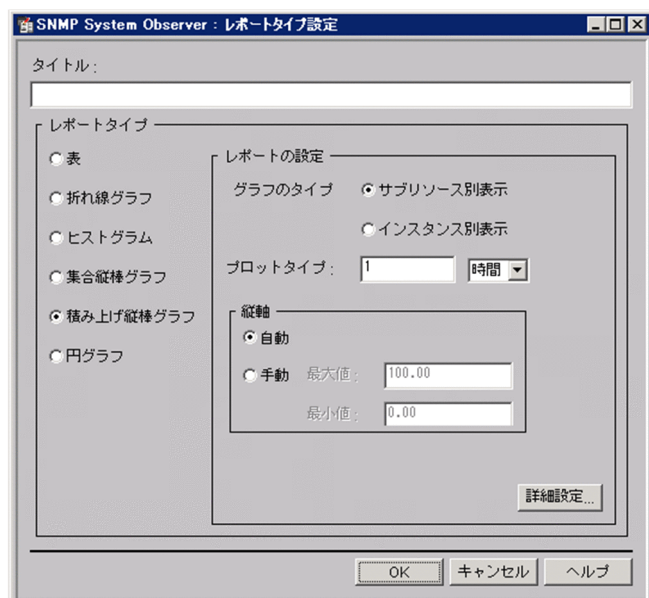 SNMP System Observer : レポートタイプ設定
タイトル :
レポートタイプ
表
折れ線グラフ
ヒストグラム
集合縦棒グラフ
積み上げ縦棒グラフ
円グラフ
レポートの設定
グラフのタイプ サブリソース別表示
インスタンス別表示
プロットタイプ : 1 時間
縦軸
自動
手動 最大値 : 100.00
最小値 : 0.00
詳細設定...
OK キャンセル ヘルプ